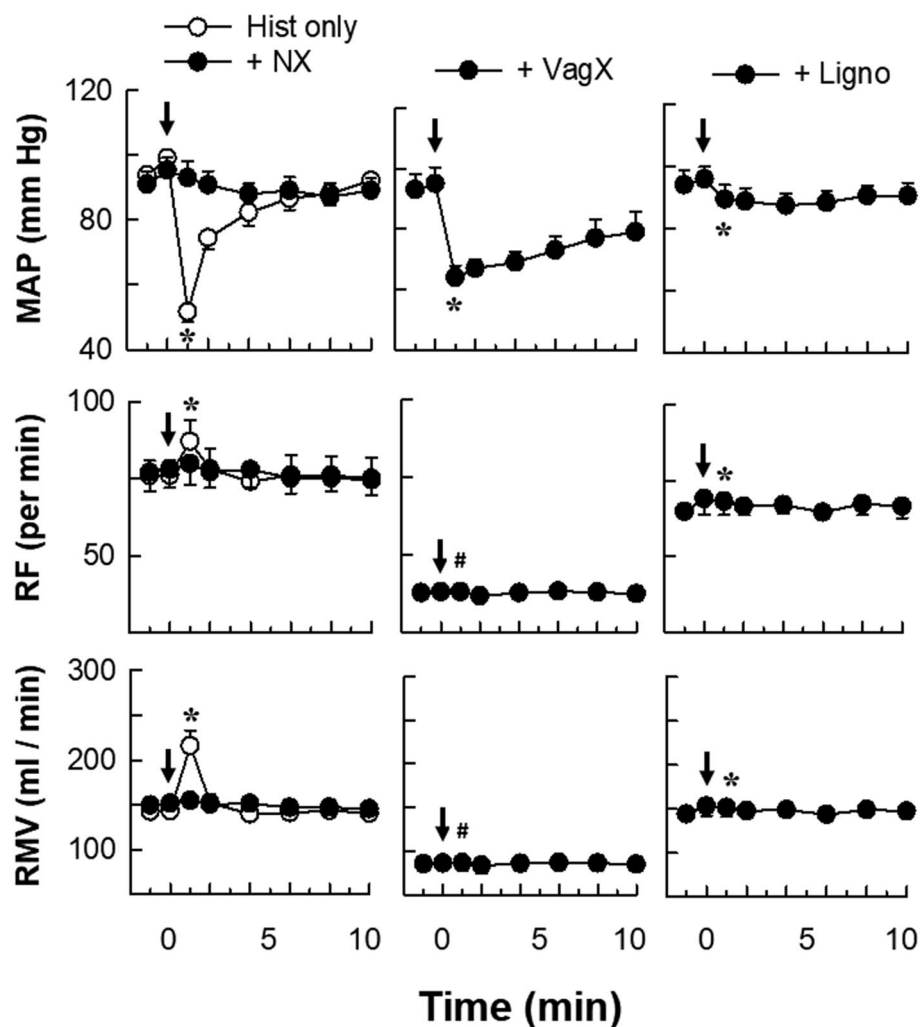 Hist only
+ NX
+ VagX
+ Ligno
MAP (mm Hg)
120
80
40
*
*
*
RF (per min)
100
50
*
#
*
RMV (ml / min)
300
200
100
*
#
*
0 5 10
0 5 10
0 5 10
Time (min)